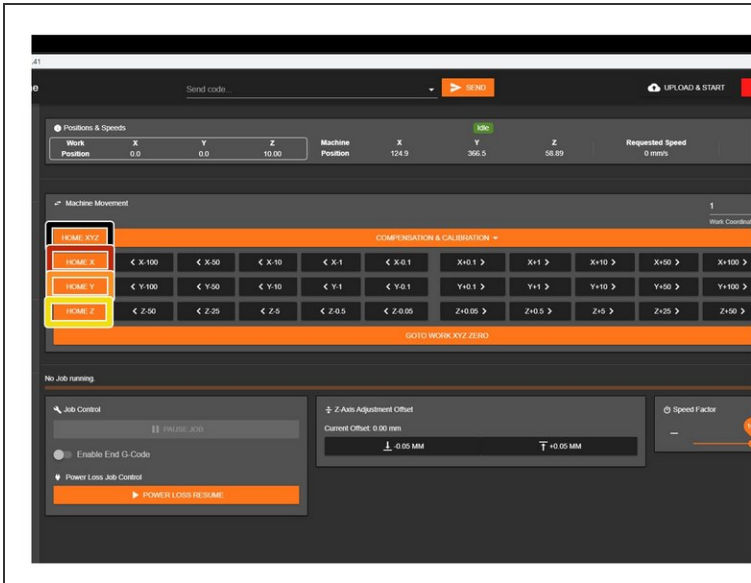 .41
Send code...
SEND
UPLOAD & START
Positions & Speeds
Idle
Work X Y Z Machine X Y Z Requested Speed
Position 0.0 0.0 10.00 Position 124.9 366.5 58.89 0 mm/s
Machine Movement
1
HOME XYZ COMPENSATION & CALIBRATION
HOME X < X-100 < X-50 < X-10 < X-1 < X-0.1 X+0.1 > X+1 > X+10 > X+50 > X+100 >
HOME Y < Y-100 < Y-50 < Y-10 < Y-1 < Y-0.1 Y+0.1 > Y+1 > Y+10 > Y+50 > Y+100 >
HOME Z < Z-50 < Z-25 < Z-5 < Z-0.5 < Z-0.05 Z+0.05 > Z+0.5 > Z+5 > Z+25 > Z+50 >
GOTO WORK XYZ ZERO
No Job running.
Job Control
PAUSE JOB
Enable End G-Code
Power Loss Job Control
POWER LOSS RESUME
Z-Axis Adjustment Offset
Current Offset: 0.00 mm
-0.05 MM +0.05 MM
Speed Factor